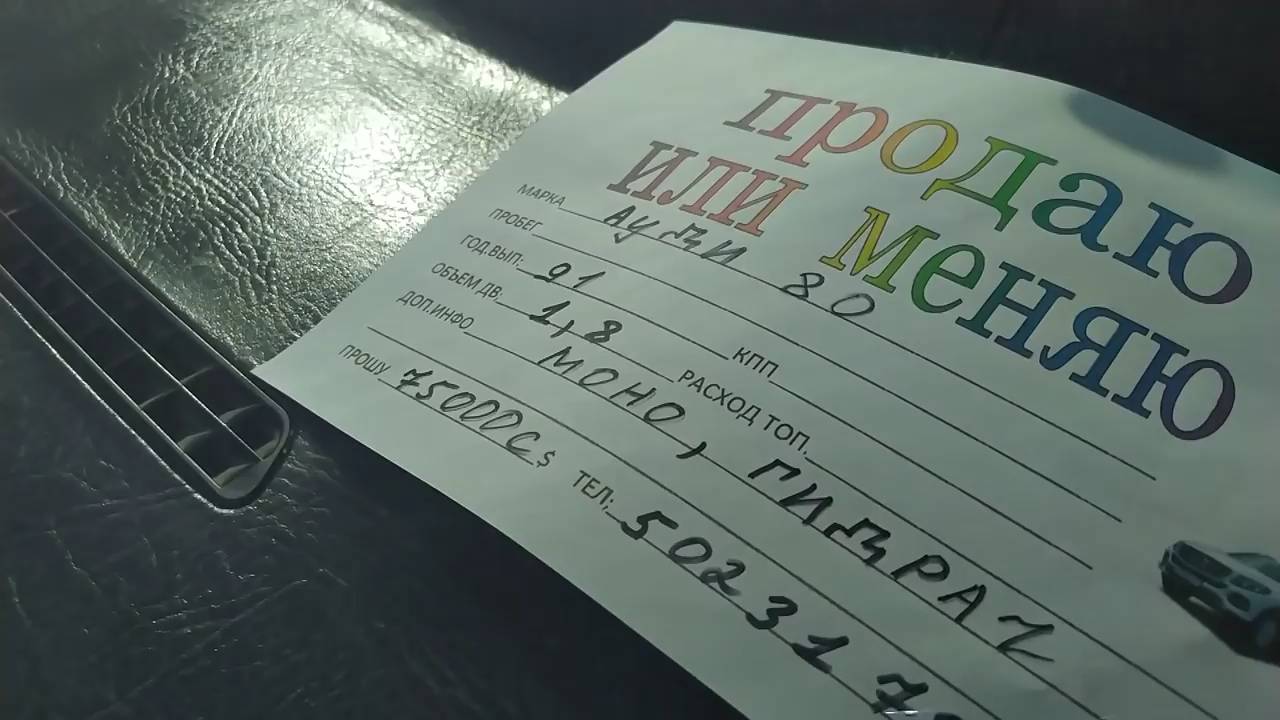 продаю
или меняю
МАРКА АУДИ 80
ПРОБЕГ
ГОД.ВЫП: 91 КПП
ОБЪЕМ ДВ. 1,8 РАСХОД ТОП.
ДОП.ИНФО МОНО, ГИДРАЧ
ПРОШУ 75000С $ ТЕЛ: 502317